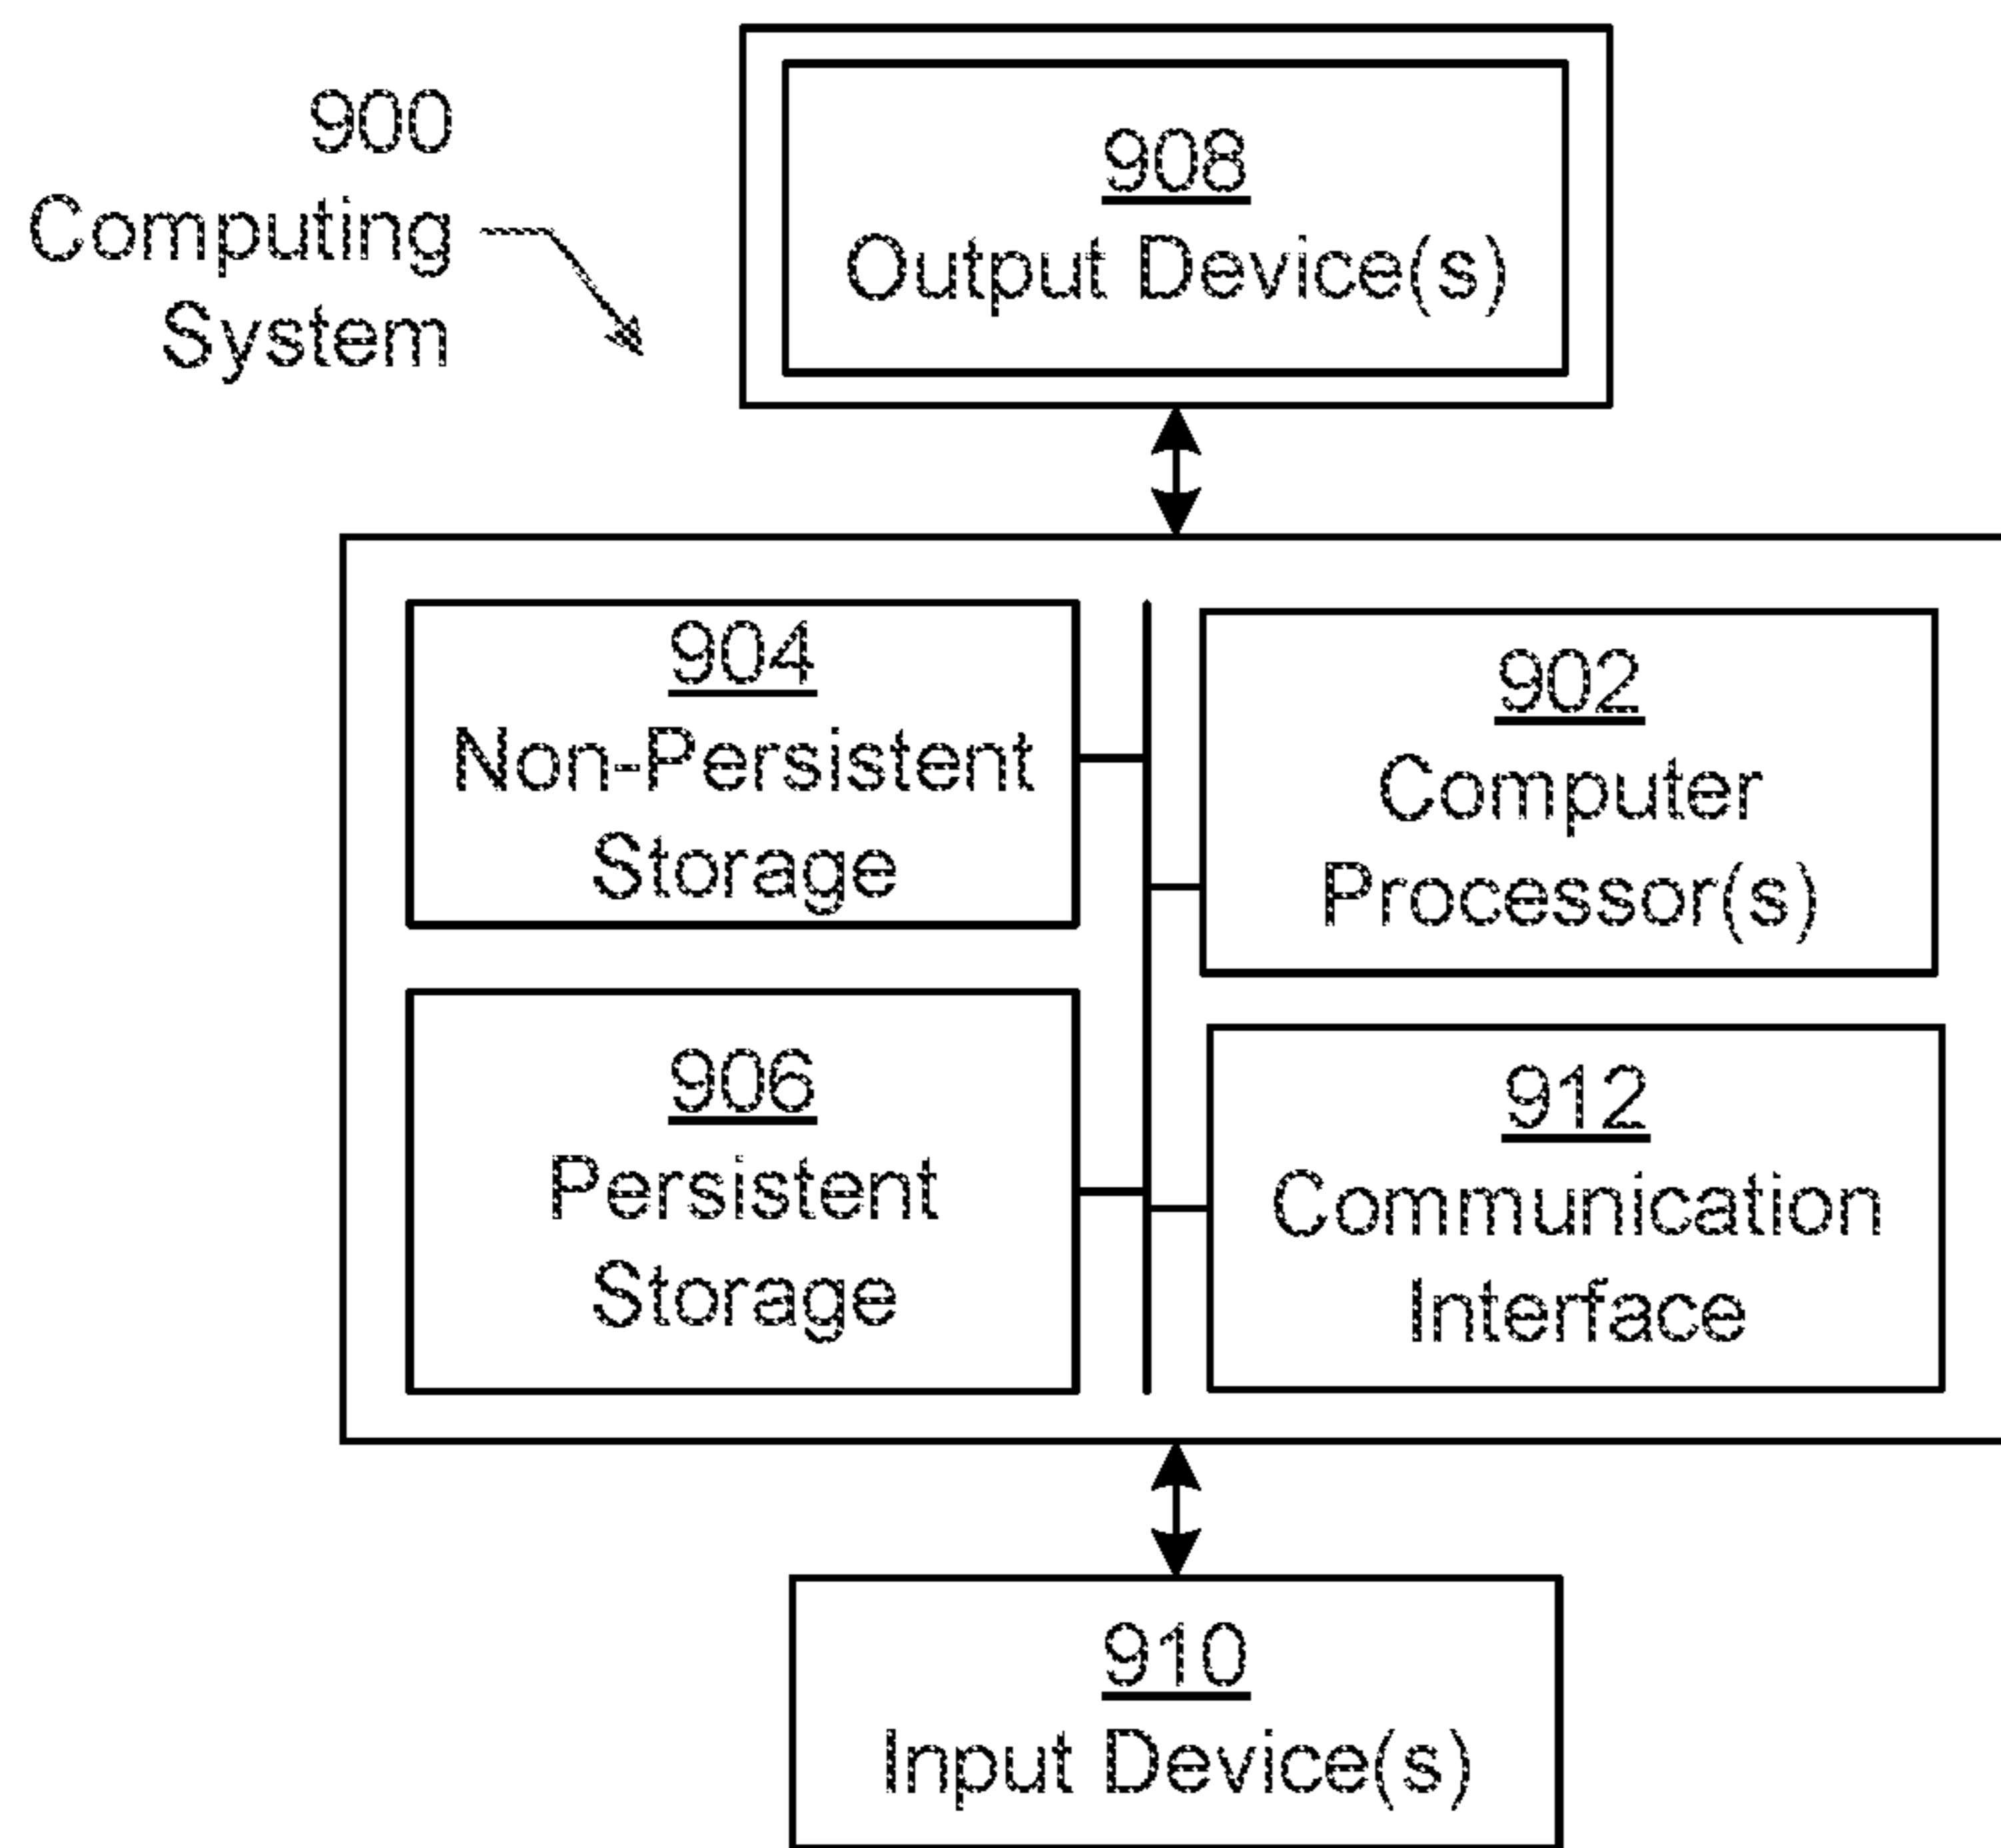 900
Computing
System
908
Output Device(s)
904
Non-Persistent
Storage
902
Computer
Processor(s)
906
Persistent
Storage
912
Communication
Interface
910
Input Device(s)